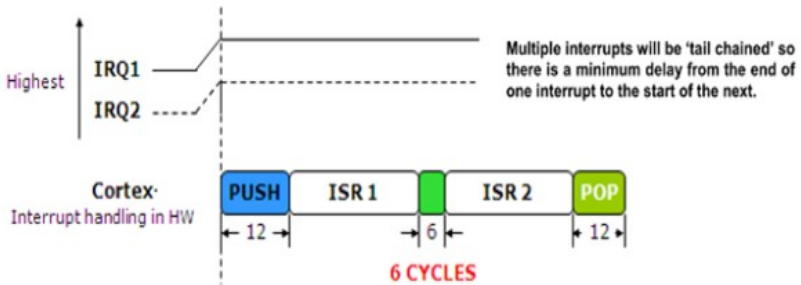 Highest
IRQ1
IRQ2
Multiple interrupts will be 'tail chained' so
there is a minimum delay from the end of
one interrupt to the start of the next.
Cortex·
Interrupt handling in HW
PUSH
ISR 1
ISR 2
POP
12
6
12
6 CYCLES